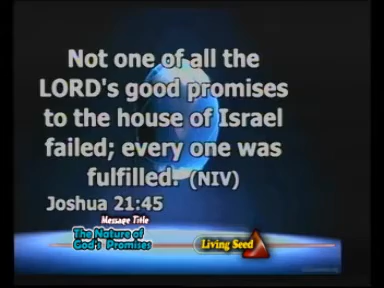 Not one of all the
LORD's good promises
to the house of Israel
failed; every one was
fulfilled. (NIV)
Joshua 21:45
Message Title
The Nature of
God's Promises
Living Seed